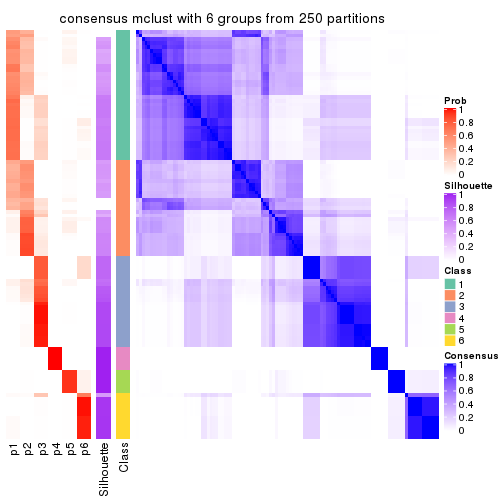 consensus mclust with 6 groups from 250 partitions
Prob
1
0.8
0.6
0.4
0.2
0
Silhouette
1
0.8
0.6
0.4
0.2
0
Class
1
2
3
4
5
6
Consensus
1
0.8
0.6
0.4
0.2
0
p1
p2
p3
p4
p5
p6
Silhouette
Class